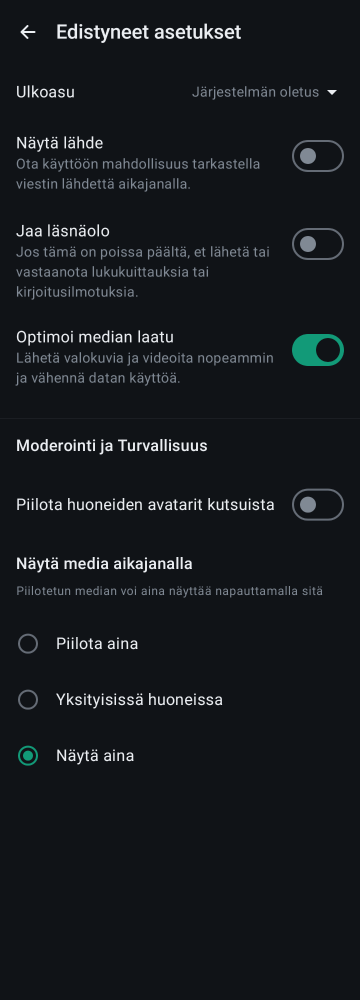 Edistyneet asetukset
Ulkoasu
Järjestelmän oletus
Näytä lähde
Ota käyttöön mahdollisuus tarkastella
viestin lähdettä aikajanalla.
Jaa läsnäolo
Jos tämä on poissa päältä, et lähetä tai
vastaanota lukukuittauksia tai
kirjoitusilmotuksia.
Optimoi median laatu
Lähetä valokuvia ja videoita nopeammin
ja vähennä datan käyttöä.
Moderointi ja Turvallisuus
Piilota huoneiden avatarit kutsuista
Näytä media aikajanalla
Piilotetun median voi aina näyttää napauttamalla sitä
Piilota aina
Yksityisissä huoneissa
Näytä aina